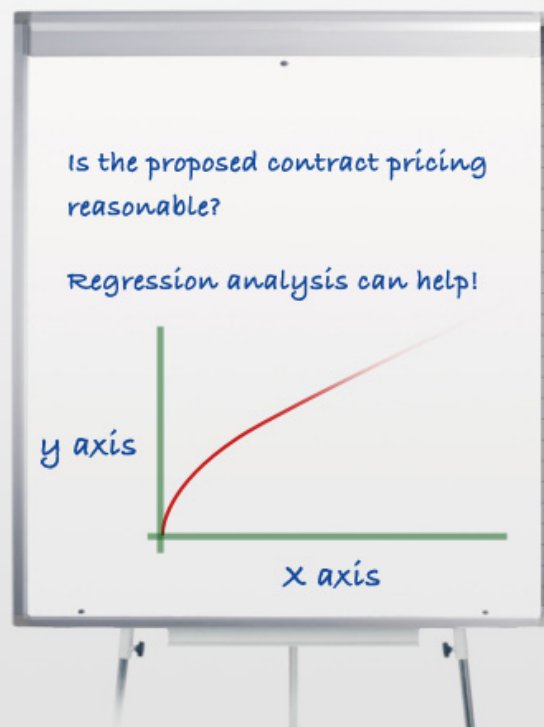 Is the proposed contract pricing
reasonable?
Regression analysis can help!
y axis
X axis